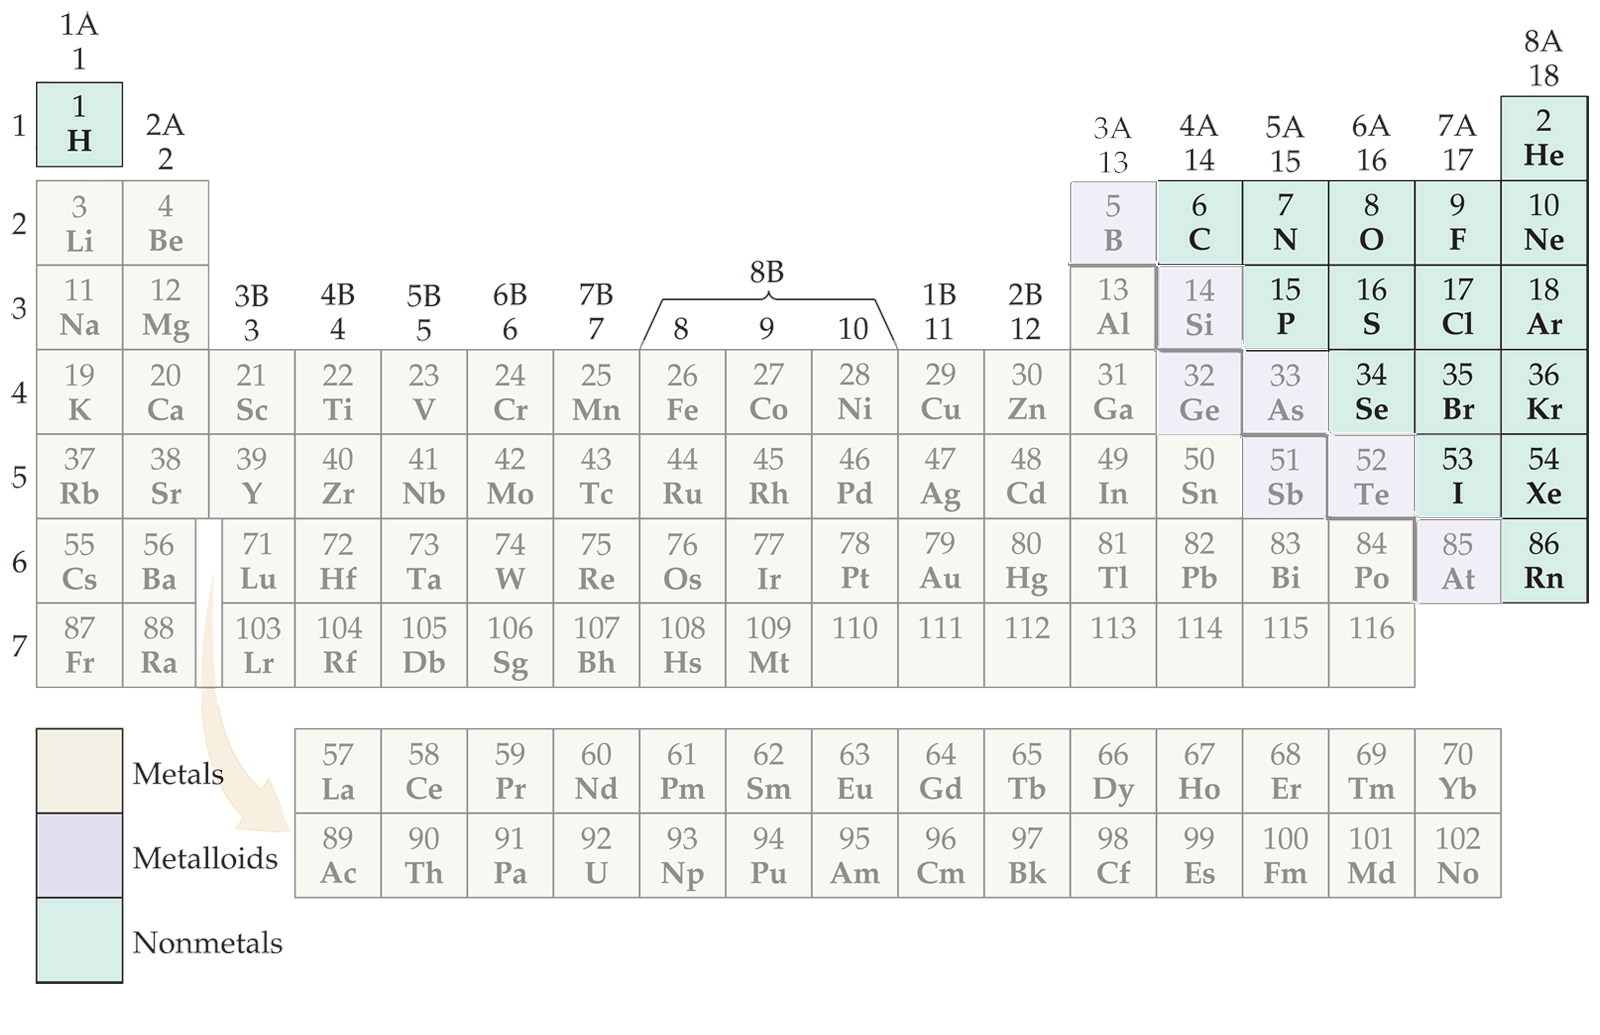 1A
1
8A
18
1
1
H
2A
2
3A
13
4A
14
5A
15
6A
16
7A
17
2
He
2
3
Li
4
Be
5
B
6
C
7
N
8
O
9
F
10
Ne
3
11
Na
12
Mg
3B
3
4B
4
5B
5
6B
6
7B
7
8B
8
9
10
1B
11
2B
12
13
Al
14
Si
15
P
16
S
17
Cl
18
Ar
4
19
K
20
Ca
21
Sc
22
Ti
23
V
24
Cr
25
Mn
26
Fe
27
Co
28
Ni
29
Cu
30
Zn
31
Ga
32
Ge
33
As
34
Se
35
Br
36
Kr
5
37
Rb
38
Sr
39
Y
40
Zr
41
Nb
42
Mo
43
Tc
44
Ru
45
Rh
46
Pd
47
Ag
48
Cd
49
In
50
Sn
51
Sb
52
Te
53
I
54
Xe
6
55
Cs
56
Ba
71
Lu
72
Hf
73
Ta
74
W
75
Re
76
Os
77
Ir
78
Pt
79
Au
80
Hg
81
Tl
82
Pb
83
Bi
84
Po
85
At
86
Rn
7
87
Fr
88
Ra
103
Lr
104
Rf
105
Db
106
Sg
107
Bh
108
Hs
109
Mt
110
111
112
113
114
115
116
Metals
57
La
58
Ce
59
Pr
60
Nd
61
Pm
62
Sm
63
Eu
64
Gd
65
Tb
66
Dy
67
Ho
68
Er
69
Tm
70
Yb
Metalloids
89
Ac
90
Th
91
Pa
92
U
93
Np
94
Pu
95
Am
96
Cm
97
Bk
98
Cf
99
Es
100
Fm
101
Md
102
No
Nonmetals